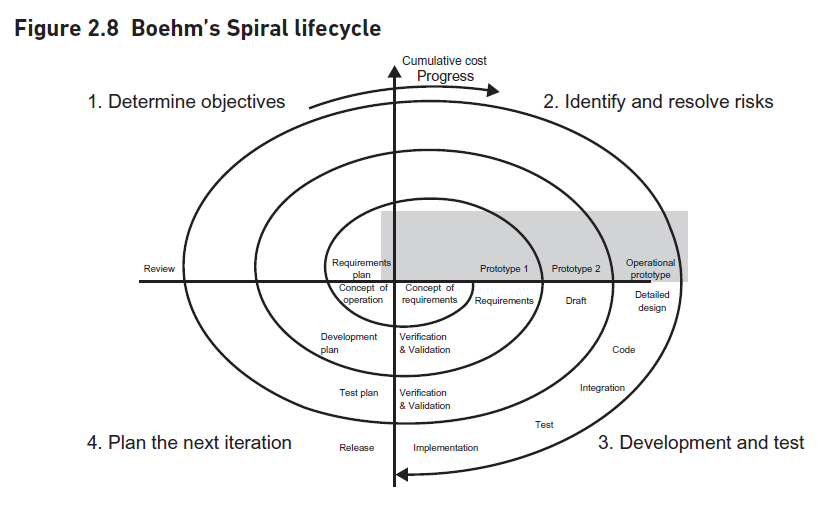 Figure 2.8 Boehm's Spiral lifecycle
Cumulative cost
Progress
1. Determine objectives
2. Identify and resolve risks
Review
Requirements
plan
Prototype 1
Prototype 2
Operational
prototype
Concept of
operation
Concept of
requirements
Requirements
Draft
Detailed
design
Development
plan
Verification
& Validation
Code
Test plan
Verification
& Validation
Integration
Test
4. Plan the next iteration
Release
Implementation
3. Development and test